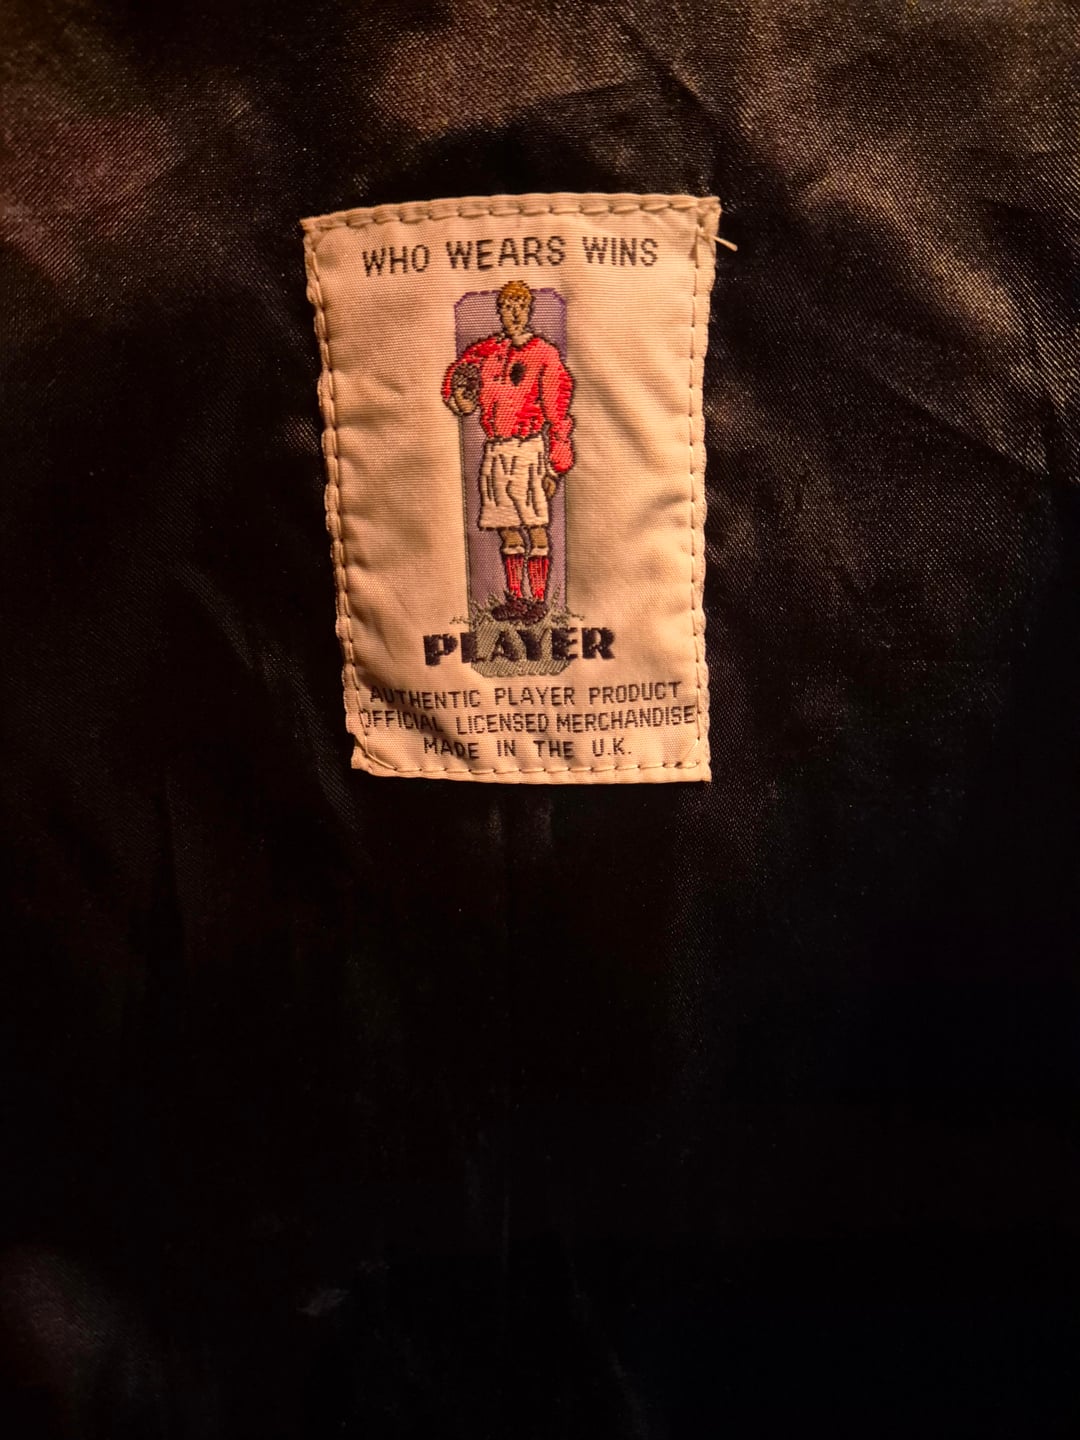 WHO WEARS WINS
PLAYER
AUTHENTIC PLAYER PRODUCT
OFFICIAL LICENSED MERCHANDISE
MADE IN THE U.K.